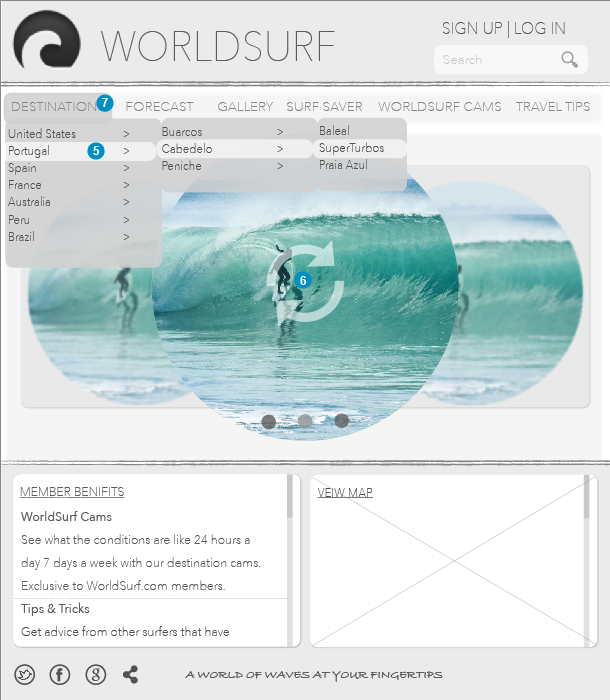 SIGN UP | LOG IN
WORLDSURF
Search
DESTINATION 7 FORECAST GALLERY SURF SAVER WORLDSURF CAMS TRAVEL TIPS
United States >
Portugal 5 >
Spain >
France >
Australia >
Peru >
Brazil >
Buarcos >
Cabedelo >
Peniche >
Baleal
SuperTurbos
Praia Azul
6
MEMBER BENIFITS
WorldSurf Cams
See what the conditions are like 24 hours a
day 7 days a week with our destination cams.
Exclusive to WorldSurf.com members.
Tips & Tricks
Get advice from other surfers that have
VEIW MAP
A WORLD OF WAVES AT YOUR FINGERTIPS